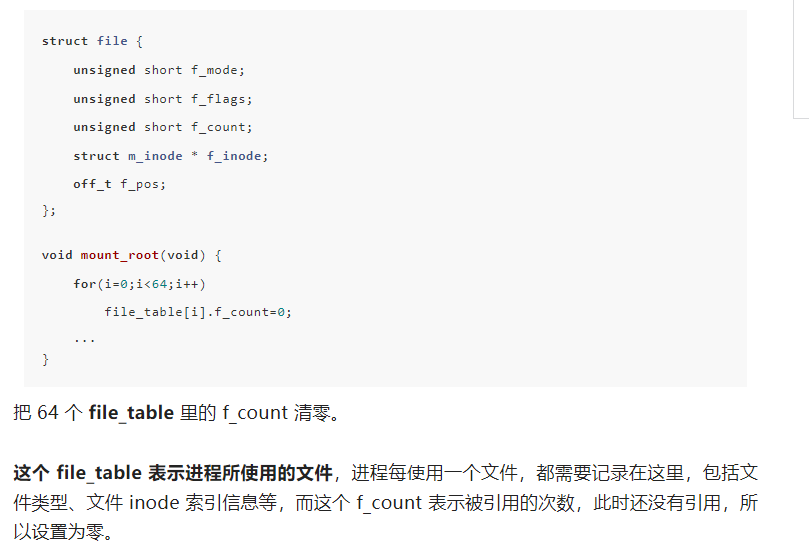 struct file {
unsigned short f_mode;
unsigned short f_flags;
unsigned short f_count;
struct m_inode * f_inode;
off_t f_pos;
};
void mount_root(void) {
for(i=0;i<64;i++)
file_table[i].f_count=0;
...
}
把 64 个 file_table 里的 f_count 清零。
这个 file_table 表示进程所使用的文件，进程每使用一个文件，都需要记录在这里，包括文
件类型、文件 inode 索引信息等，而这个 f_count 表示被引用的次数，此时还没有引用，所
以设置为零。